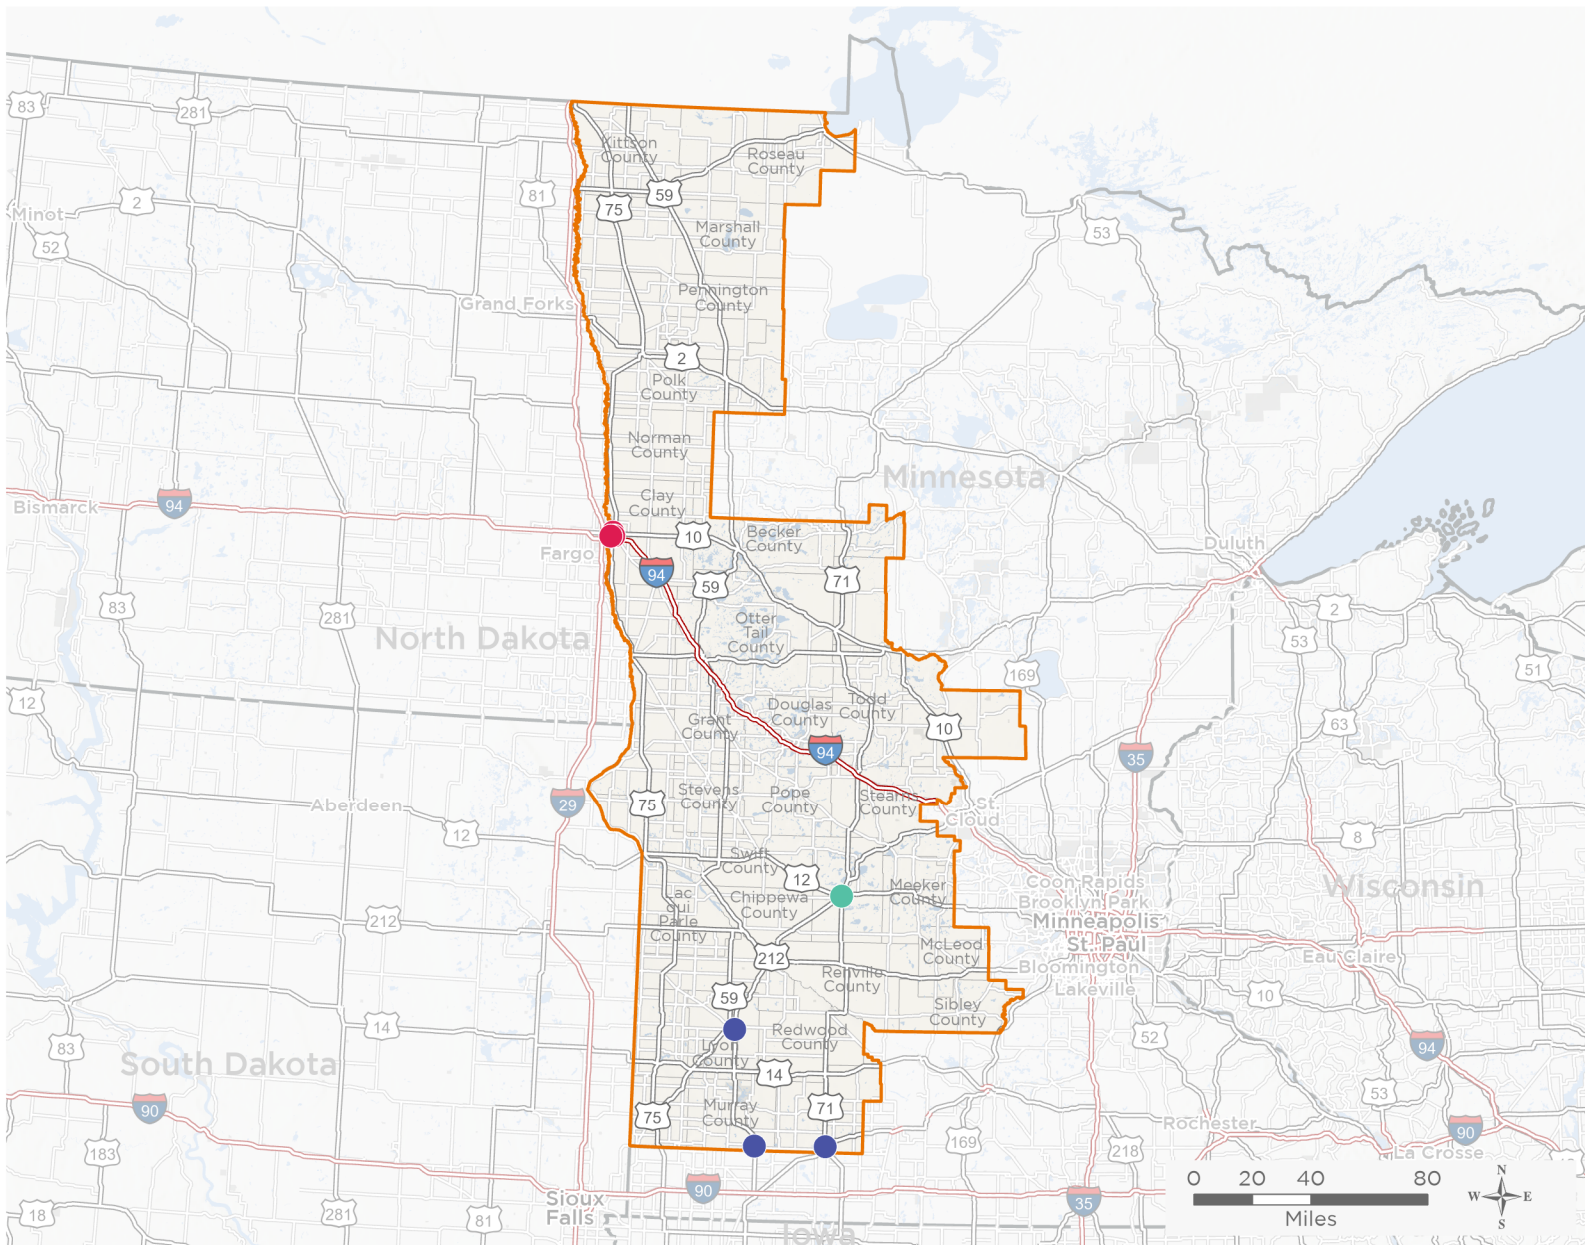 83
281
Kittson
County
Roseau
County
81
59
75
2
Minot
52
53
Marshall
County
Pennington
County
Grand Forks
2
Polk
County
Norman
County
Minnesota
94
Bismarck
Clay
County
10
Becker
County
Fargo
Duluth
94
59
71
83
281
2
Otter
Tail
County
North Dakota
53
51
169
12
Douglas
County
Todd
County
Grant
County
10
63
94
35
Stevens
County
Pope
County
Stearns
County
29
75
Aberdeen
St.
Cloud
12
8
Swift
County
12
Coon Rapids
Meeker
County
Wisconsin
Lac
qui
Parle
County
Chippewa
County
Brooklyn Park
Minneapolis
212
St. Paul
McLeod
County
212
Eau Claire
Bloomington
Renville
County
Lakeville
59
10
Sibley
County
14
Redwood
County
52
83
Lyon
County
94
South Dakota
14
53
90
Murray
County
75
71
Rochester
90
169
183
218
La Crosse
90
Sioux
Falls
35
18
281
81
Iowa
0 20 40 80
Miles
N
W E
S